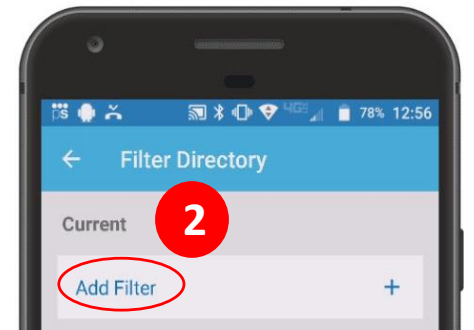 78% 12:56
← Filter Directory
Current
2
Add Filter +